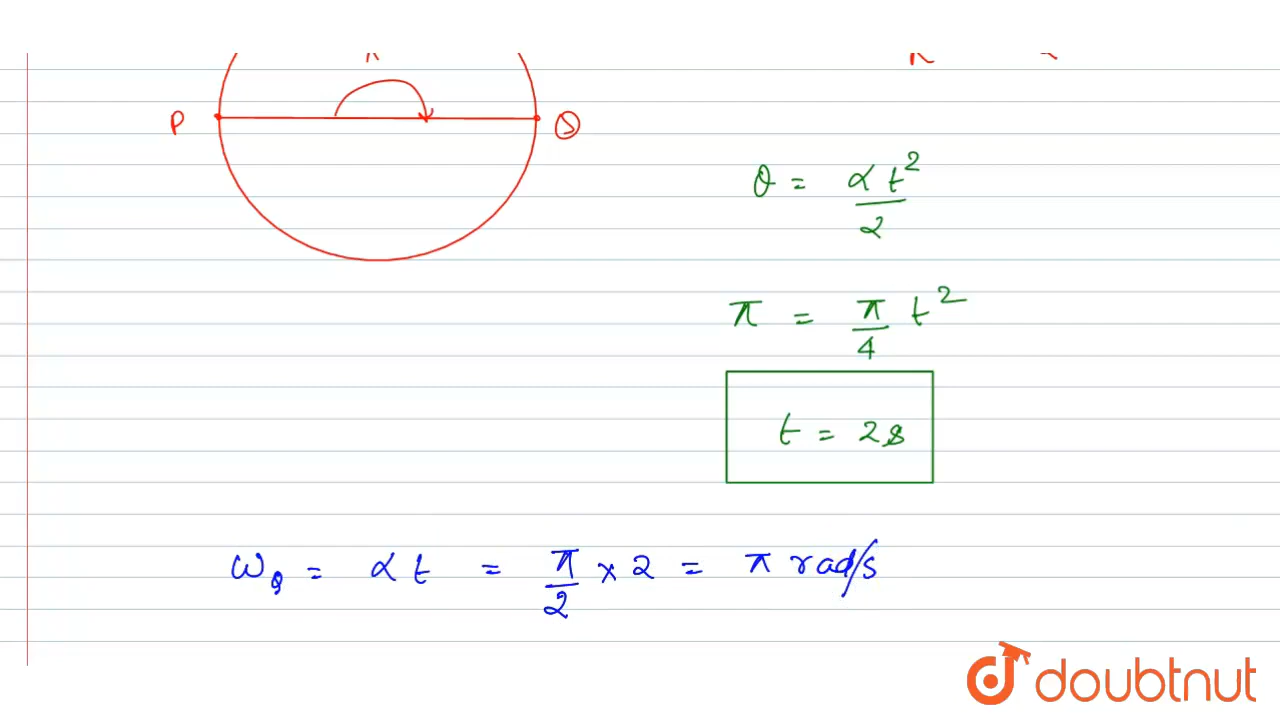 P
Q
θ = αt²/2
π = π/4 t²
t = 2s
ω_Q = αt = π/2 × 2 = π rad/s
doubtnut